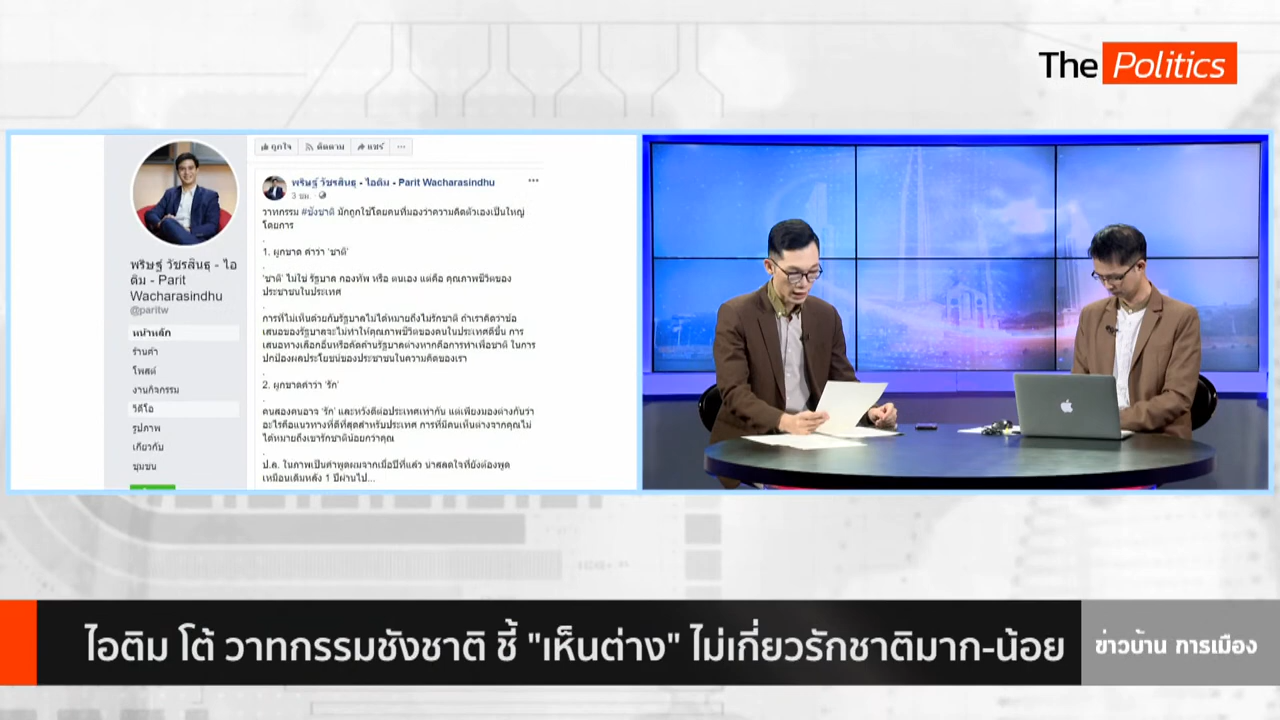 The Politics
ถูกใจ ติดตาม แชร์ ...
พริษฐ์ วัชรสินธุ - ไอติม - Parit Wacharasindhu
3 ชม. ·
วาทกรรม #ชังชาติ มักถูกใช้โดยคนที่มองว่าความคิดตัวเองเป็นใหญ่
โดยการ
.
1. ผูกขาด คำว่า 'ชาติ'
.
'ชาติ' ไม่ใช่ รัฐบาล กองทัพ หรือ ตนเอง แต่คือ คุณภาพชีวิตของ
ประชาชนในประเทศ
.
การที่ไม่เห็นด้วยกับรัฐบาลไม่ได้หมายถึงไม่รักชาติ ถ้าเราคิดว่าข้อ
เสนอของรัฐบาลจะไม่ทำให้คุณภาพชีวิตของคนในประเทศดีขึ้น การ
เสนอทางเลือกอื่นหรือคัดค้านรัฐบาลต่างหากคือการทำเพื่อชาติ ในการ
ปกป้องผลประโยชน์ของประชาชนในความคิดของเรา
.
2. ผูกขาดคำว่า 'รัก'
.
คนสองคนอาจ 'รัก' และหวังดีต่อประเทศเท่ากัน แต่เพียงมองต่างกันว่า
อะไรคือแนวทางที่ดีที่สุดสำหรับประเทศ การที่มีคนเห็นต่างจากคุณไม่
ได้หมายถึงเขารักชาติน้อยกว่าคุณ
.
ป.ล. ในภาพเป็นคำพูดผมจากเมื่อปีที่แล้ว น่าสลดใจที่ยังต้องพูด
เหมือนเดิมหลัง 1 ปีผ่านไป...
พริษฐ์ วัชรสินธุ - ไอ
ติม - Parit
Wacharasindhu
@paritw
หน้าหลัก
ร้านค้า
โพสต์
งานกิจกรรม
วิดีโอ
รูปภาพ
เกี่ยวกับ
ชุมชน
ไอติม โต้ วาทกรรมชังชาติ ชี้ "เห็นต่าง" ไม่เกี่ยวรักชาติมาก-น้อย
ข่าวบ้าน การเมือง